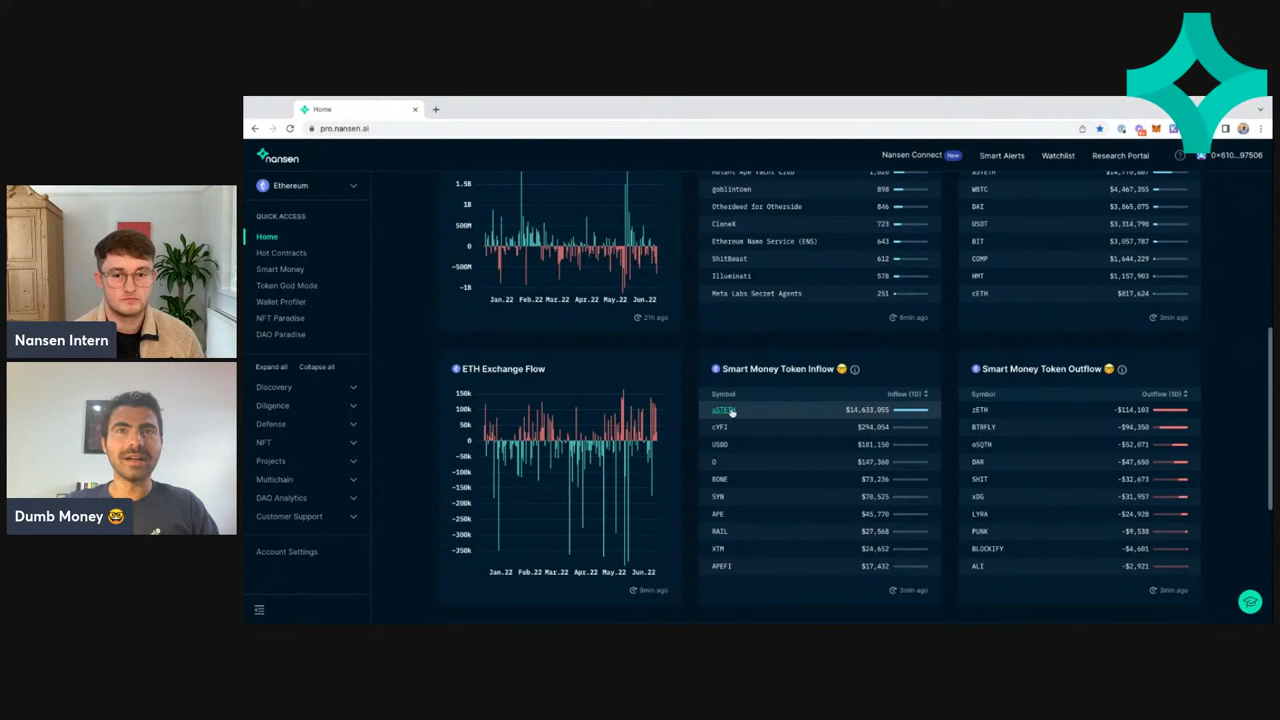 Home
pro.nansen.ai
nansen
Nansen Connect New
Smart Alerts
Watchlist
Research Portal
0x610...97506
Ethereum
QUICK ACCESS
Home
Hot Contracts
Smart Money
Token God Mode
Wallet Profiler
NFT Paradise
DAO Paradise
Expand all Collapse all
Discovery
Diligence
Defense
NFT
Projects
Multichain
DAO Analytics
Customer Support
Account Settings
Nansen Intern
Dumb Money 🤓
1.5B
1B
500M
0
-500M
-1B
Jan.22 Feb.22 Mar.22 Apr.22 May.22 Jun.22
21h ago
Mutant Ape Yacht Club
goblintown 898
Otherdeed for Otherside 846
CloneX 723
Ethereum Name Service (ENS) 643
ShitBeast 612
Illuminati 578
Meta Labs Secret Agents 251
6min ago
WBTC $4,467,355
DAI $3,865,075
USDT $3,314,798
BIT $3,057,787
COMP $1,644,229
HMT $1,157,903
cETH $817,624
3min ago
ETH Exchange Flow
150k
100k
50k
0
-50k
-100k
-150k
-200k
-250k
-300k
-350k
Jan.22 Feb.22 Mar.22 Apr.22 May.22 Jun.22
9min ago
Smart Money Token Inflow 🤓
Symbol Inflow (1D)
$14,633,055
cYFI $294,054
USDO $181,150
O $147,360
BONE $73,236
SYN $70,525
APE $45,770
RAIL $27,568
XTM $24,652
APEFI $17,432
3min ago
Smart Money Token Outflow 🤓
Symbol Outflow (1D)
rETH -$114,103
BTRFLY -$94,350
oSQTH -$52,071
DAR -$47,650
SHIT -$32,673
xDG -$31,957
LYRA -$24,928
PUNK -$9,538
BLOCKIFY -$4,601
ALI -$2,921
3min ago